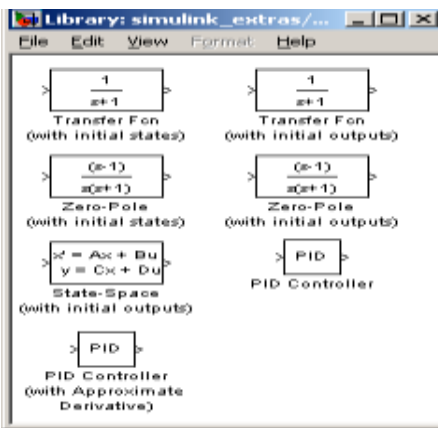 Library: simulink_extras/...
File Edit View Format Help
1
s+1
Transfer Fcn
(with initial states)
1
s+1
Transfer Fcn
(with initial outputs)
(s-1)
s(s+1)
Zero-Pole
(with initial states)
(s-1)
s(s+1)
Zero-Pole
(with initial outputs)
x' = Ax + Bu
y = Cx + Du
State-Space
(with initial outputs)
PID
PID Controller
PID
PID Controller
(with Approximate
Derivative)